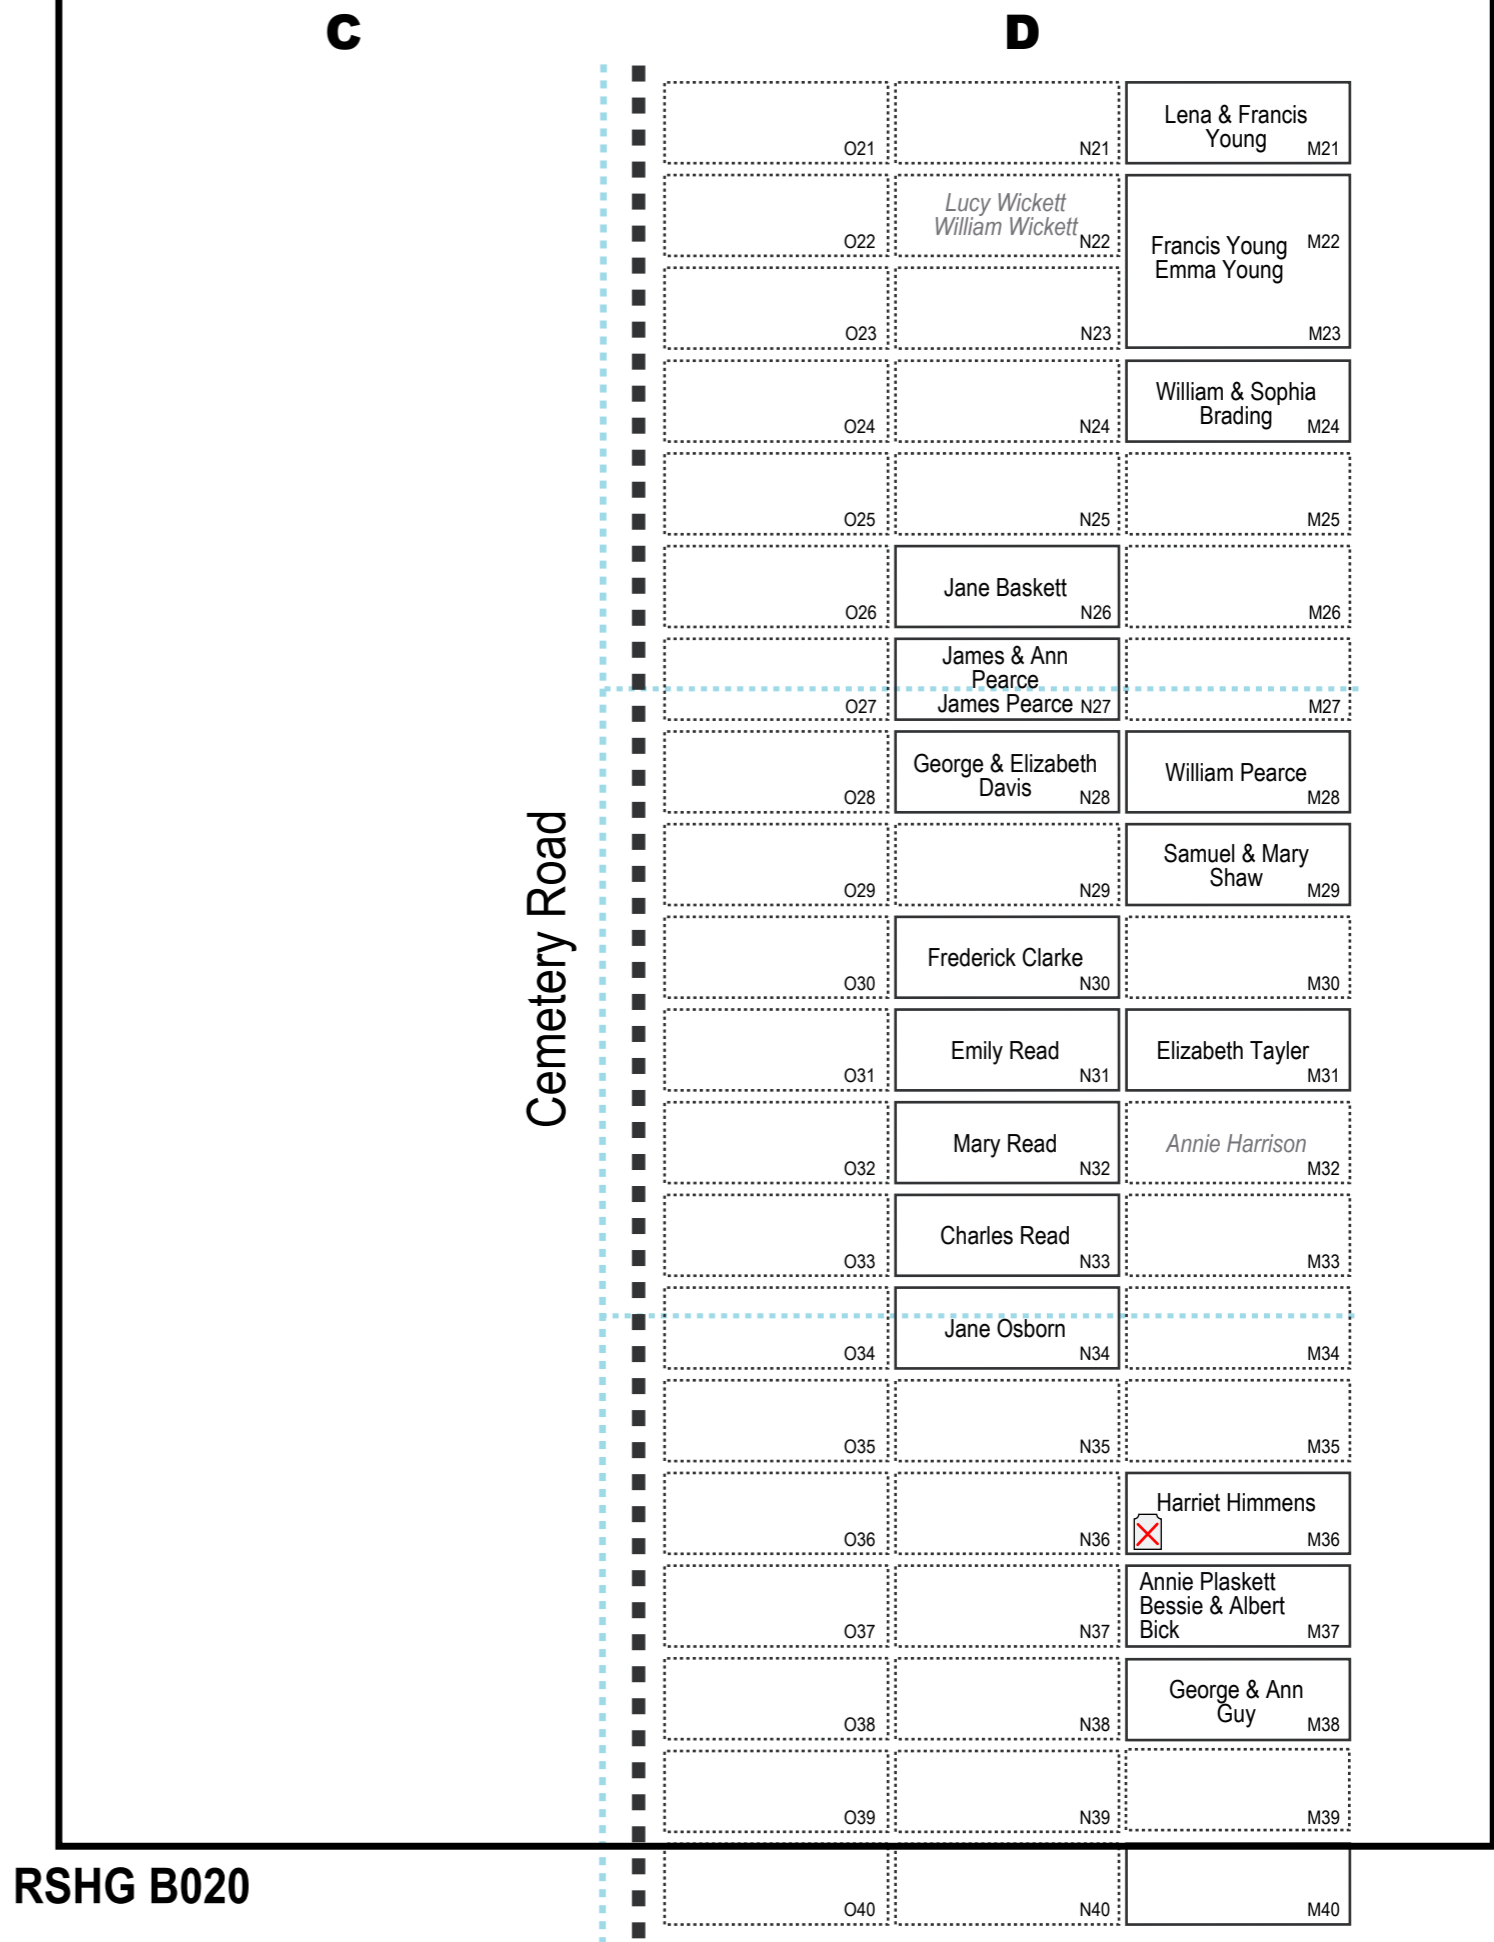 C
D
O21
N21
Lena & Francis
Young M21
O22
Lucy Wickett
William Wickett
N22
Francis Young M22
Emma Young
O23
N23
M23
O24
N24
William & Sophia
Brading M24
O25
N25
M25
O26
Jane Baskett
N26
M26
O27
James & Ann
Pearce
James Pearce N27
M27
O28
George & Elizabeth
Davis N28
William Pearce
M28
O29
N29
Samuel & Mary
Shaw M29
O30
Frederick Clarke
N30
M30
Cemetery Road
O31
Emily Read
N31
Elizabeth Tayler
M31
O32
Mary Read
N32
Annie Harrison
M32
O33
Charles Read
N33
M33
O34
Jane Osborn
N34
M34
O35
N35
M35
O36
N36
Harriet Himmens
M36
O37
N37
Annie Plaskett
Bessie & Albert
Bick M37
O38
N38
George & Ann
Guy M38
O39
N39
M39
RSHG B020
O40
N40
M40